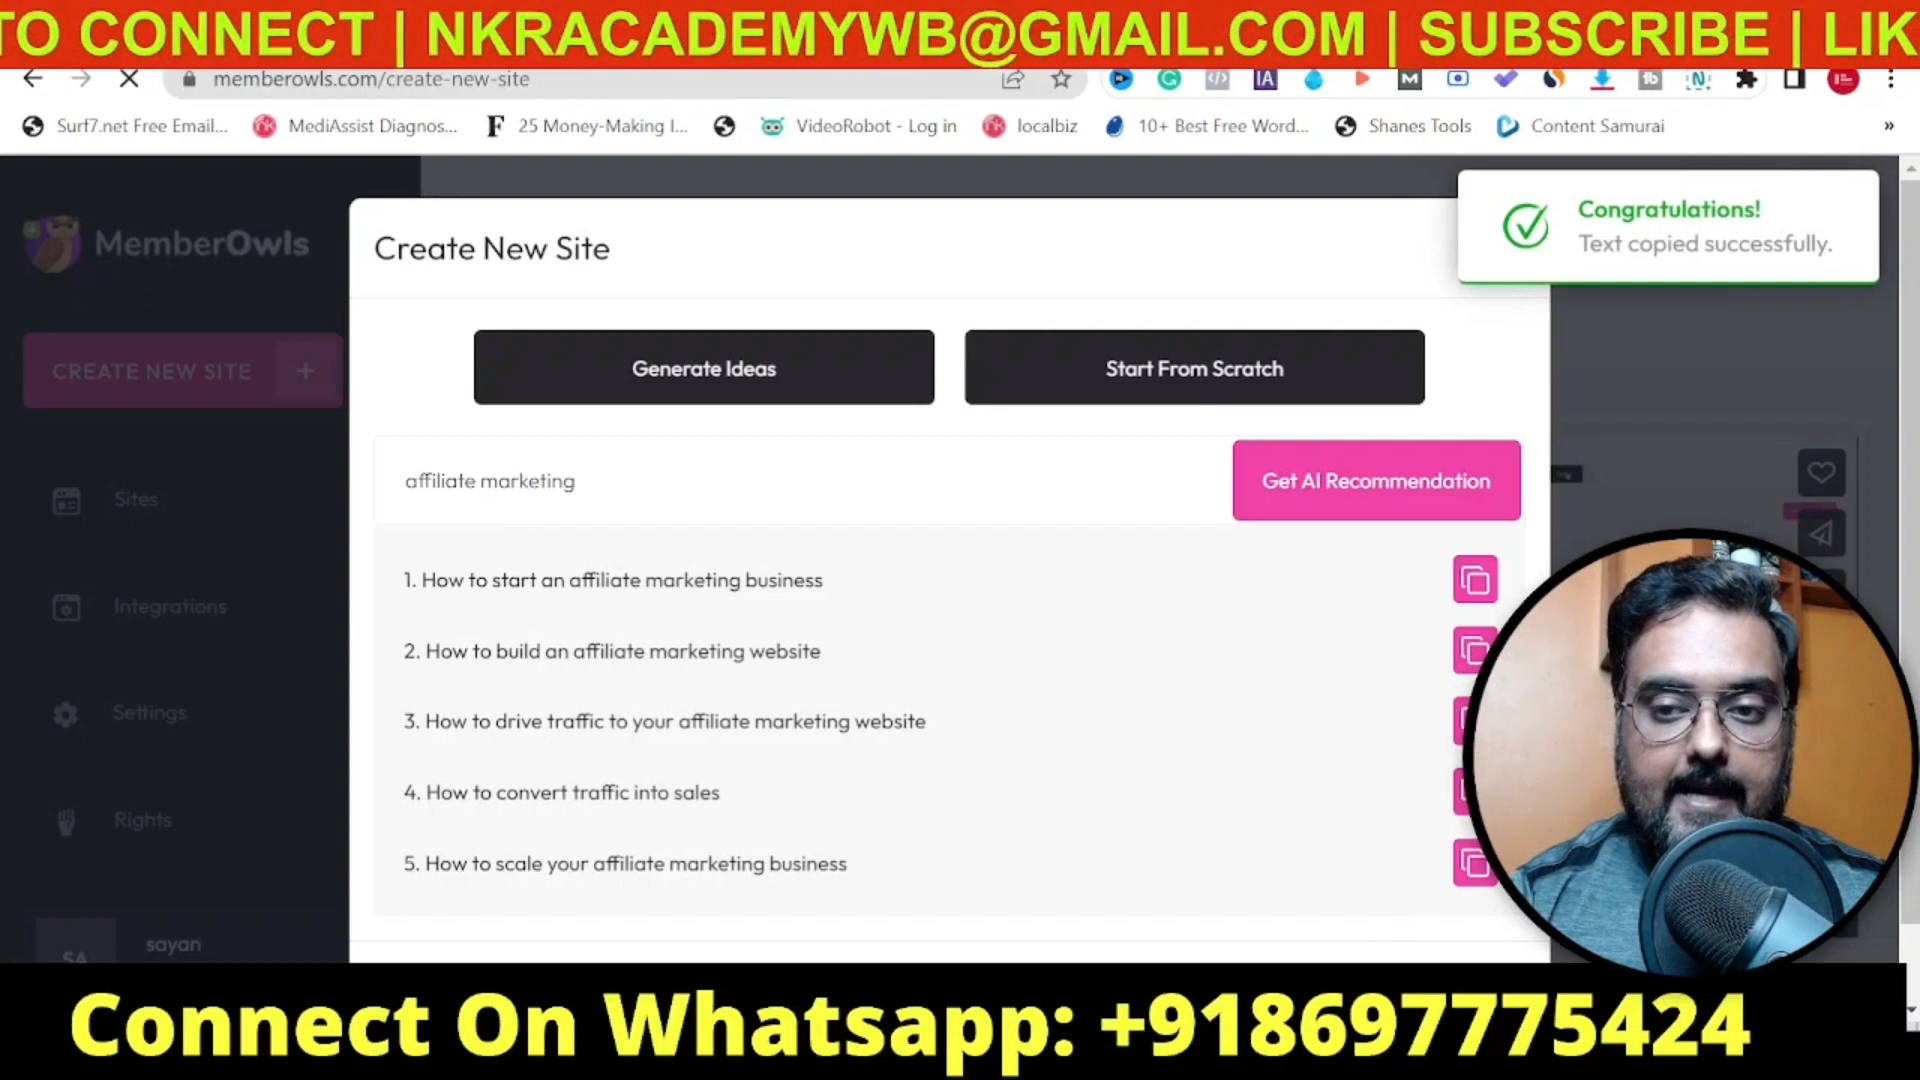 TO CONNECT | NKRACADEMYWB@GMAIL.COM | SUBSCRIBE | LIK
memberowls.com/create-new-site
Surf7.net Free Email... MediAssist Diagnos... 25 Money-Making I... VideoRobot - Log in localbiz 10+ Best Free Word... Shanes Tools Content Samurai »
MemberOwls
Create New Site
Congratulations!
Text copied successfully.
CREATE NEW SITE +
Generate Ideas
Start From Scratch
affiliate marketing
Get AI Recommendation
Sites
Integrations
Settings
Rights
1. How to start an affiliate marketing business
2. How to build an affiliate marketing website
3. How to drive traffic to your affiliate marketing website
4. How to convert traffic into sales
5. How to scale your affiliate marketing business
SA sayan
Connect On Whatsapp: +918697775424